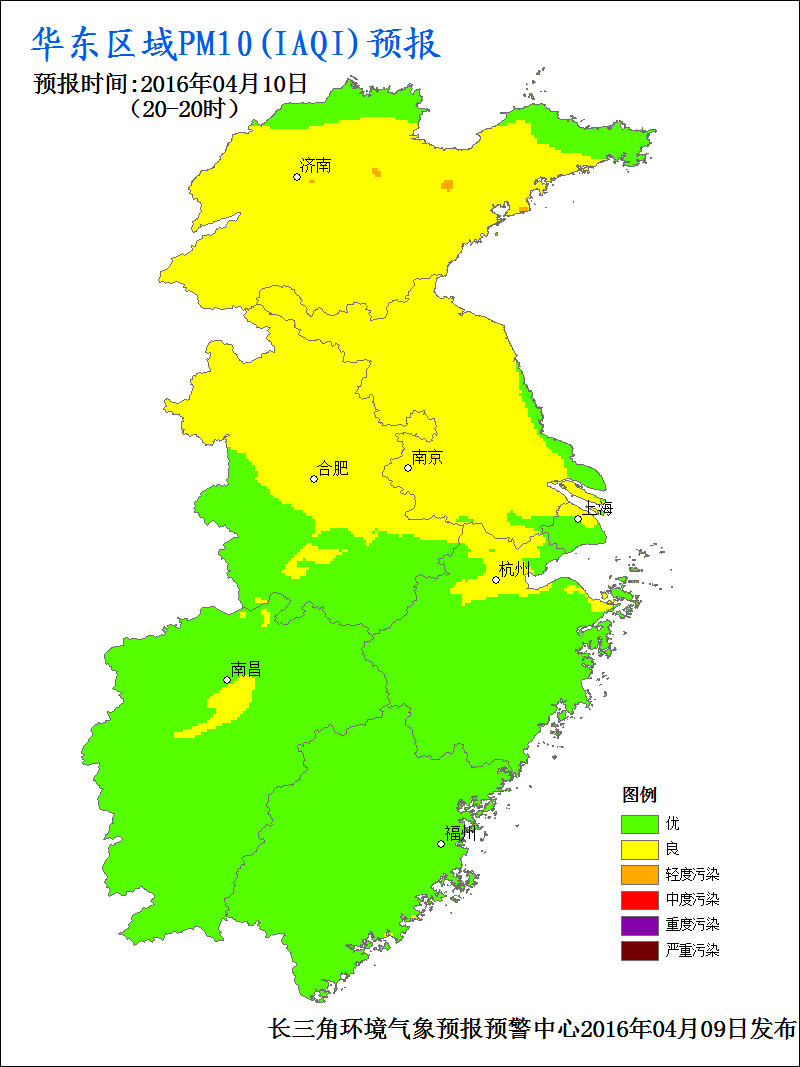 华东区域PM10(IAQI)预报
预报时间:2016年04月10日
(20-20时)
济南
合肥
南京
上海
杭州
南昌
福州
图例
优
良
轻度污染
中度污染
重度污染
严重污染
长三角环境气象预报预警中心2016年04月09日发布